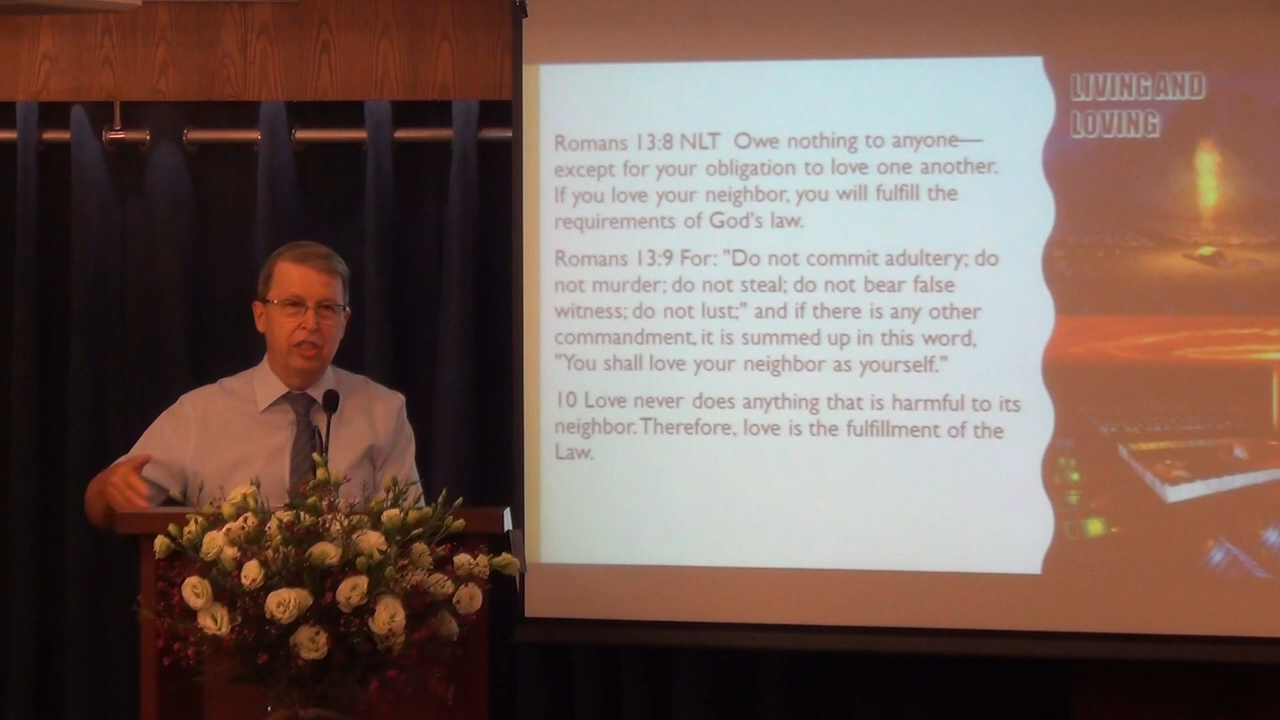 LIVING AND
LOVING
Romans 13:8 NLT Owe nothing to anyone—
except for your obligation to love one another.
If you love your neighbor, you will fulfill the
requirements of God's law.
Romans 13:9 For: "Do not commit adultery; do
not murder; do not steal; do not bear false
witness; do not lust;" and if there is any other
commandment, it is summed up in this word,
"You shall love your neighbor as yourself."
10 Love never does anything that is harmful to its
neighbor. Therefore, love is the fulfillment of the
Law.